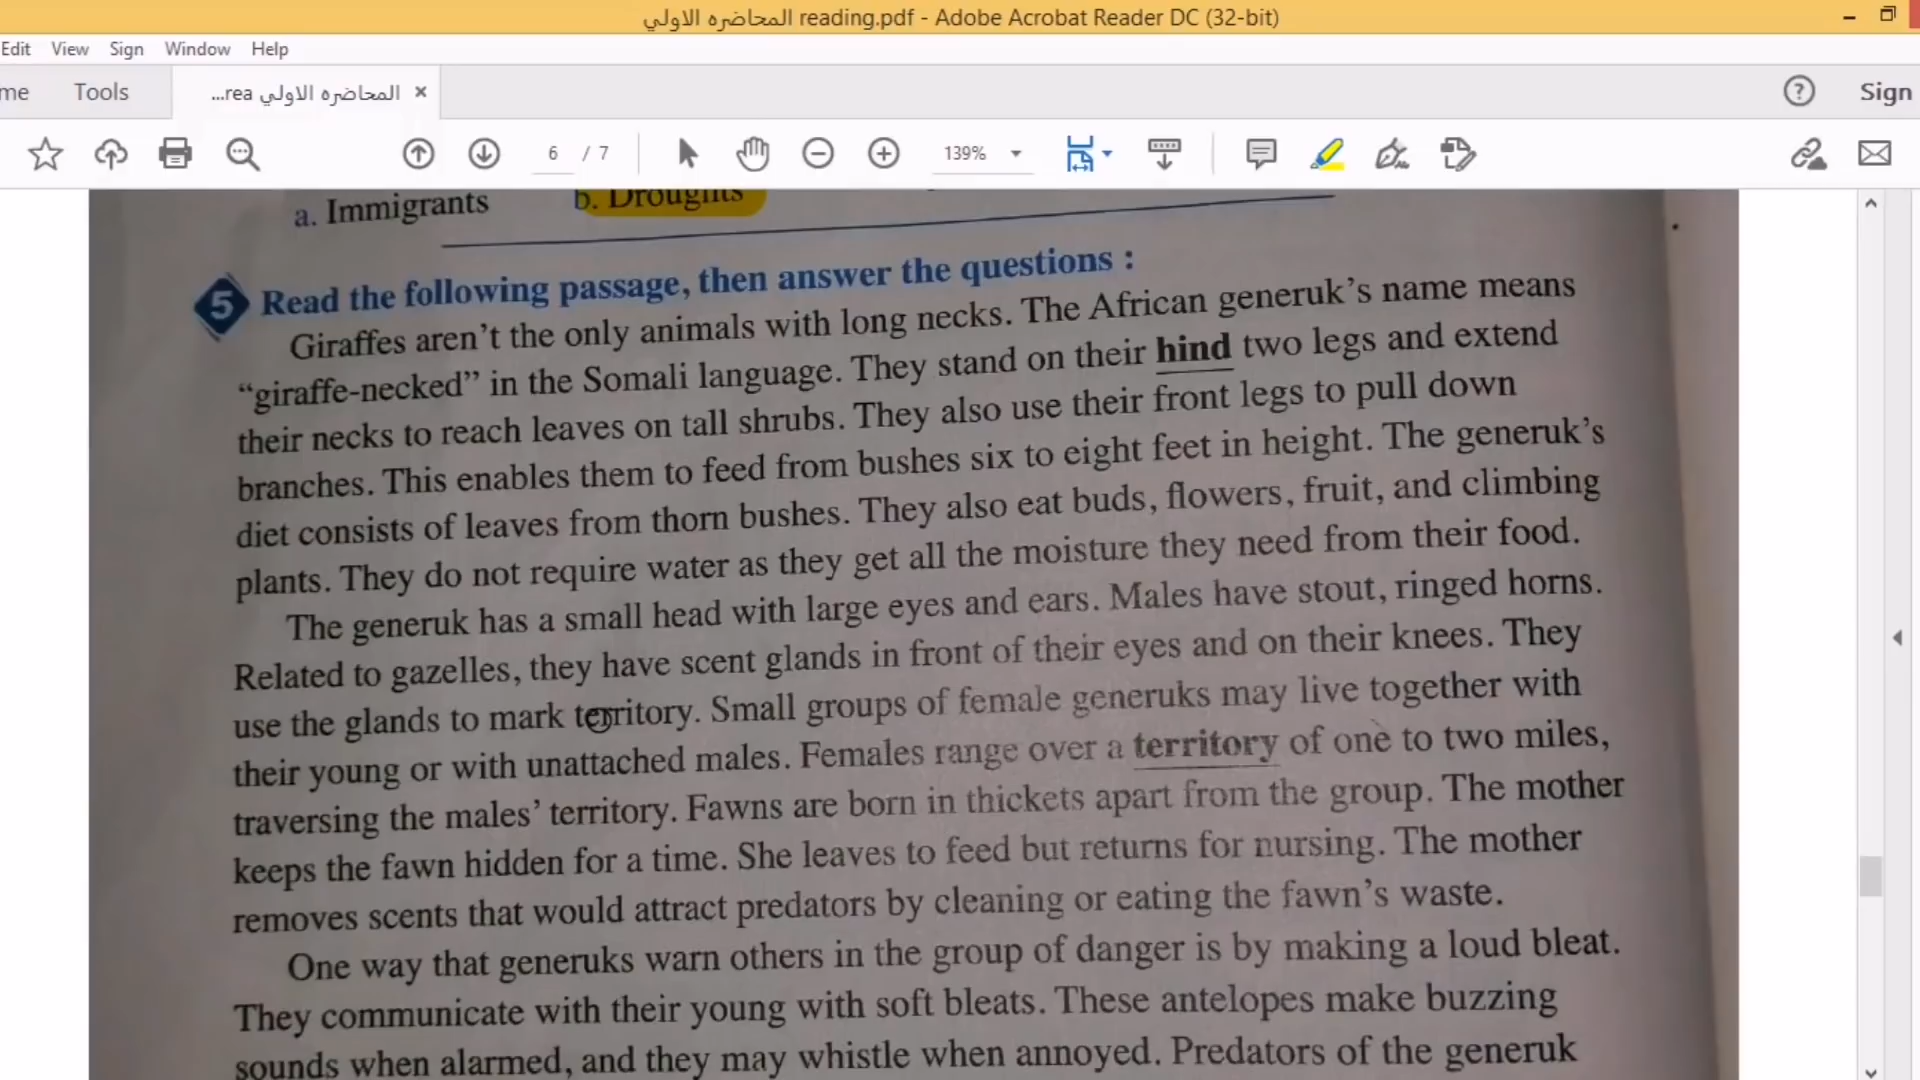 المحاضره الاولي reading.pdf - Adobe Acrobat Reader DC (32-bit)
Edit View Sign Window Help
me Tools المحاضره الاولي rea... × Sign
6 / 7 139%
a. Immigrants b. Droughts
5 Read the following passage, then answer the questions :
Giraffes aren't the only animals with long necks. The African generuk's name means
"giraffe-necked" in the Somali language. They stand on their hind two legs and extend
their necks to reach leaves on tall shrubs. They also use their front legs to pull down
branches. This enables them to feed from bushes six to eight feet in height. The generuk's
diet consists of leaves from thorn bushes. They also eat buds, flowers, fruit, and climbing
plants. They do not require water as they get all the moisture they need from their food.
The generuk has a small head with large eyes and ears. Males have stout, ringed horns.
Related to gazelles, they have scent glands in front of their eyes and on their knees. They
use the glands to mark territory. Small groups of female generuks may live together with
their young or with unattached males. Females range over a territory of one to two miles,
traversing the males' territory. Fawns are born in thickets apart from the group. The mother
keeps the fawn hidden for a time. She leaves to feed but returns for nursing. The mother
removes scents that would attract predators by cleaning or eating the fawn's waste.
One way that generuks warn others in the group of danger is by making a loud bleat.
They communicate with their young with soft bleats. These antelopes make buzzing
sounds when alarmed, and they may whistle when annoyed. Predators of the generuk